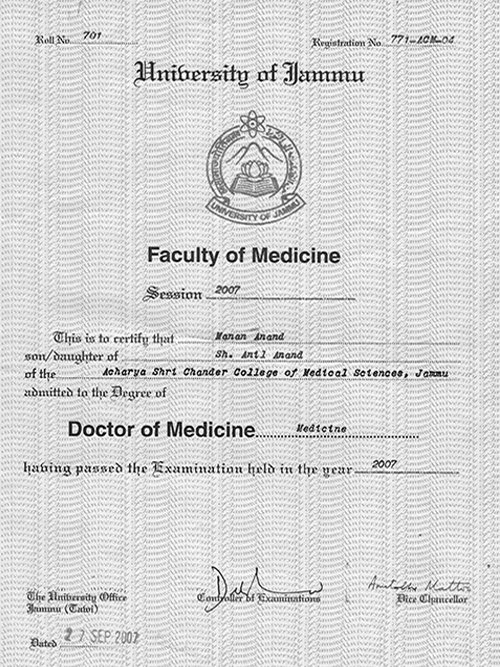 Roll No. 701
Registration No. 771-ACM-04
University of Jammu
UNIVERSITY OF JAMMU
Faculty of Medicine
Session 2007
This is to certify that Manan Anand
son/daughter of Sh. Anil Anand
of the Acharya Shri Chander College of Medical Sciences, Jammu
admitted to the Degree of
Doctor of Medicine Medicine
having passed the Examination held in the year 2007
The University Office
Jammu (Tawi)
Controller of Examinations
Vice Chancellor
Dated 27 SEP 2007